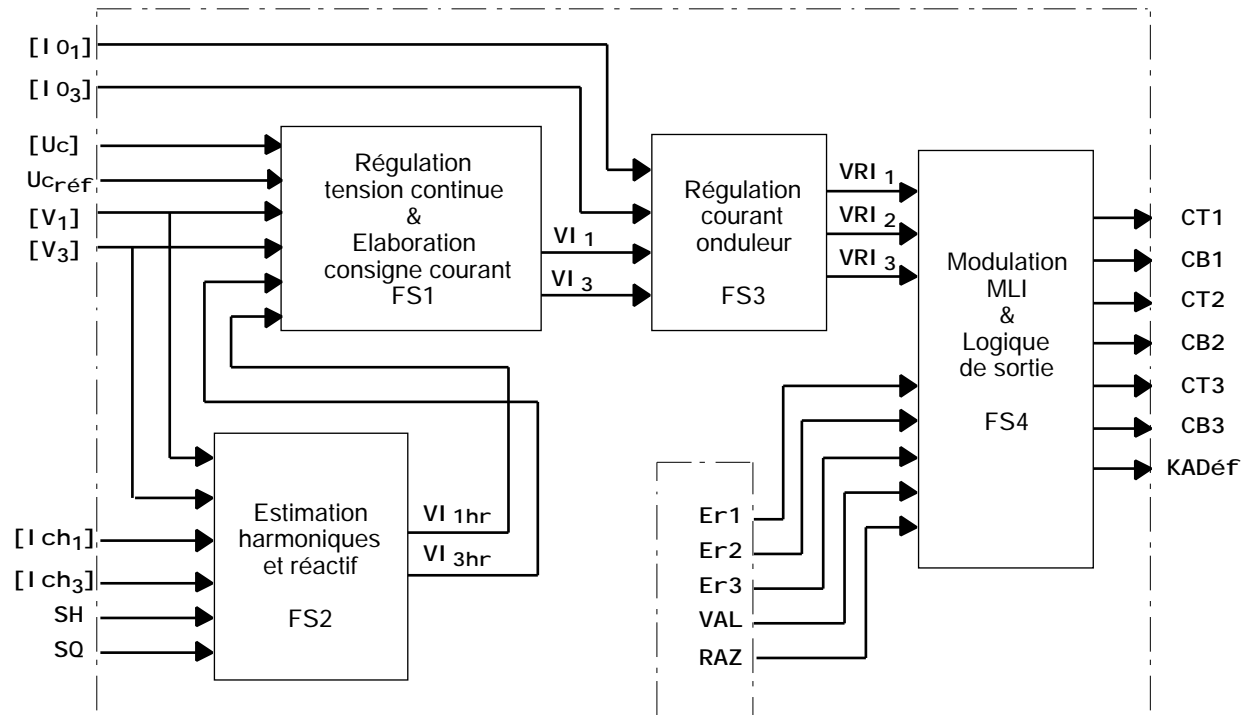 [Io1]
[Io3]
[Uc]
Ucréf
[V1]
[V3]
Régulation
tension continue
&
Elaboration
consigne courant
FS1
VI 1
VI 3
Régulation
courant
onduleur
FS3
VRI 1
VRI 2
VRI 3
Modulation
MLI
&
Logique
de sortie
FS4
CT1
CB1
CT2
CB2
CT3
CB3
KADéf
[Ich1]
[Ich3]
SH
SQ
Estimation
harmoniques
et réactif
FS2
VI 1hr
VI 3hr
Er1
Er2
Er3
VAL
RAZ